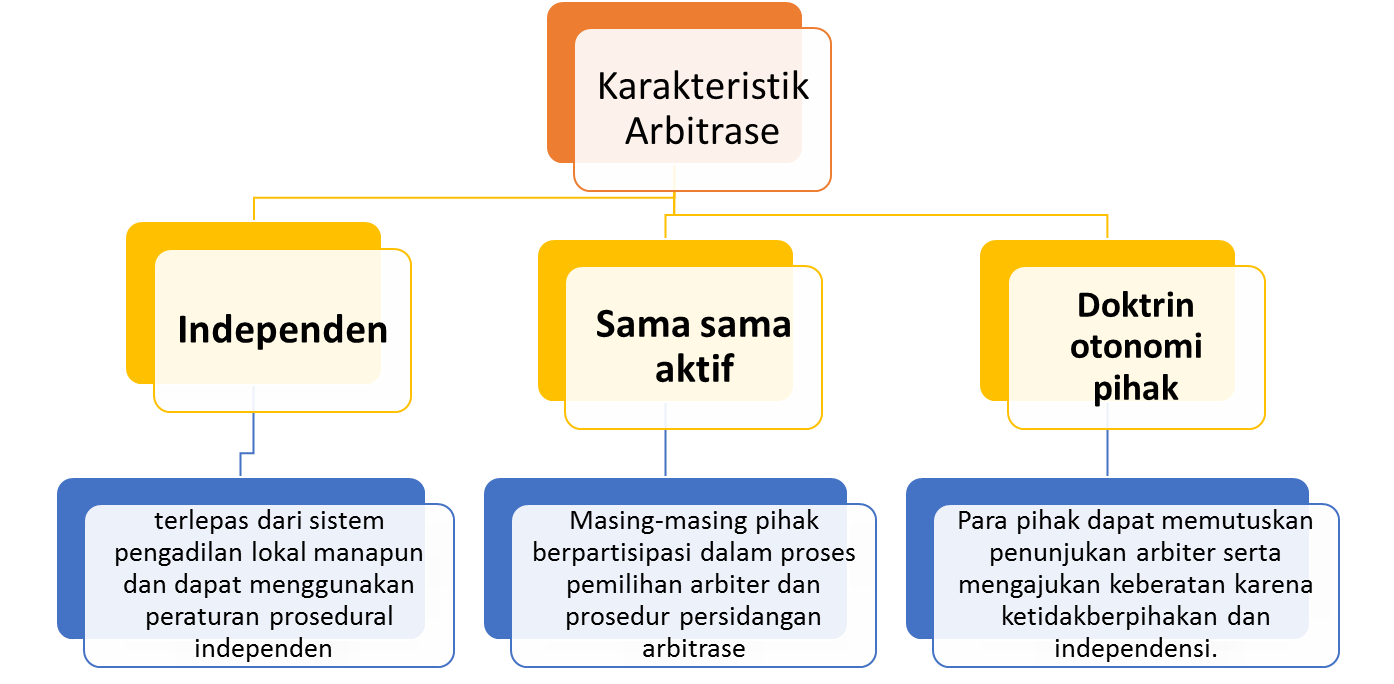 Karakteristik
Arbitrase
Independen
Sama sama
aktif
Doktrin
otonomi
pihak
terlepas dari sistem
pengadilan lokal manapun
dan dapat menggunakan
peraturan prosedural
independen
Masing-masing pihak
berpartisipasi dalam proses
pemilihan arbiter dan
prosedur persidangan
arbitrase
Para pihak dapat memutuskan
penunjukan arbiter serta
mengajukan keberatan karena
ketidakberpihakan dan
independensi.